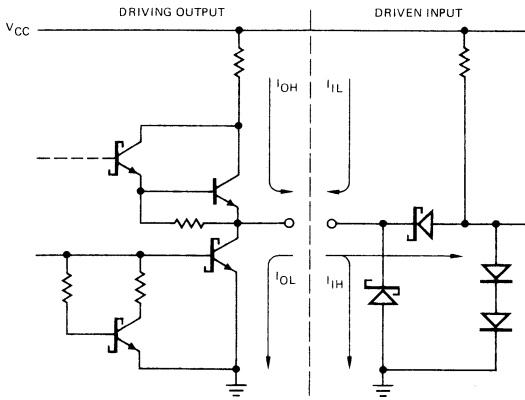 DRIVING OUTPUT
DRIVEN INPUT
VCC
IOH
IIL
IOL
IIH